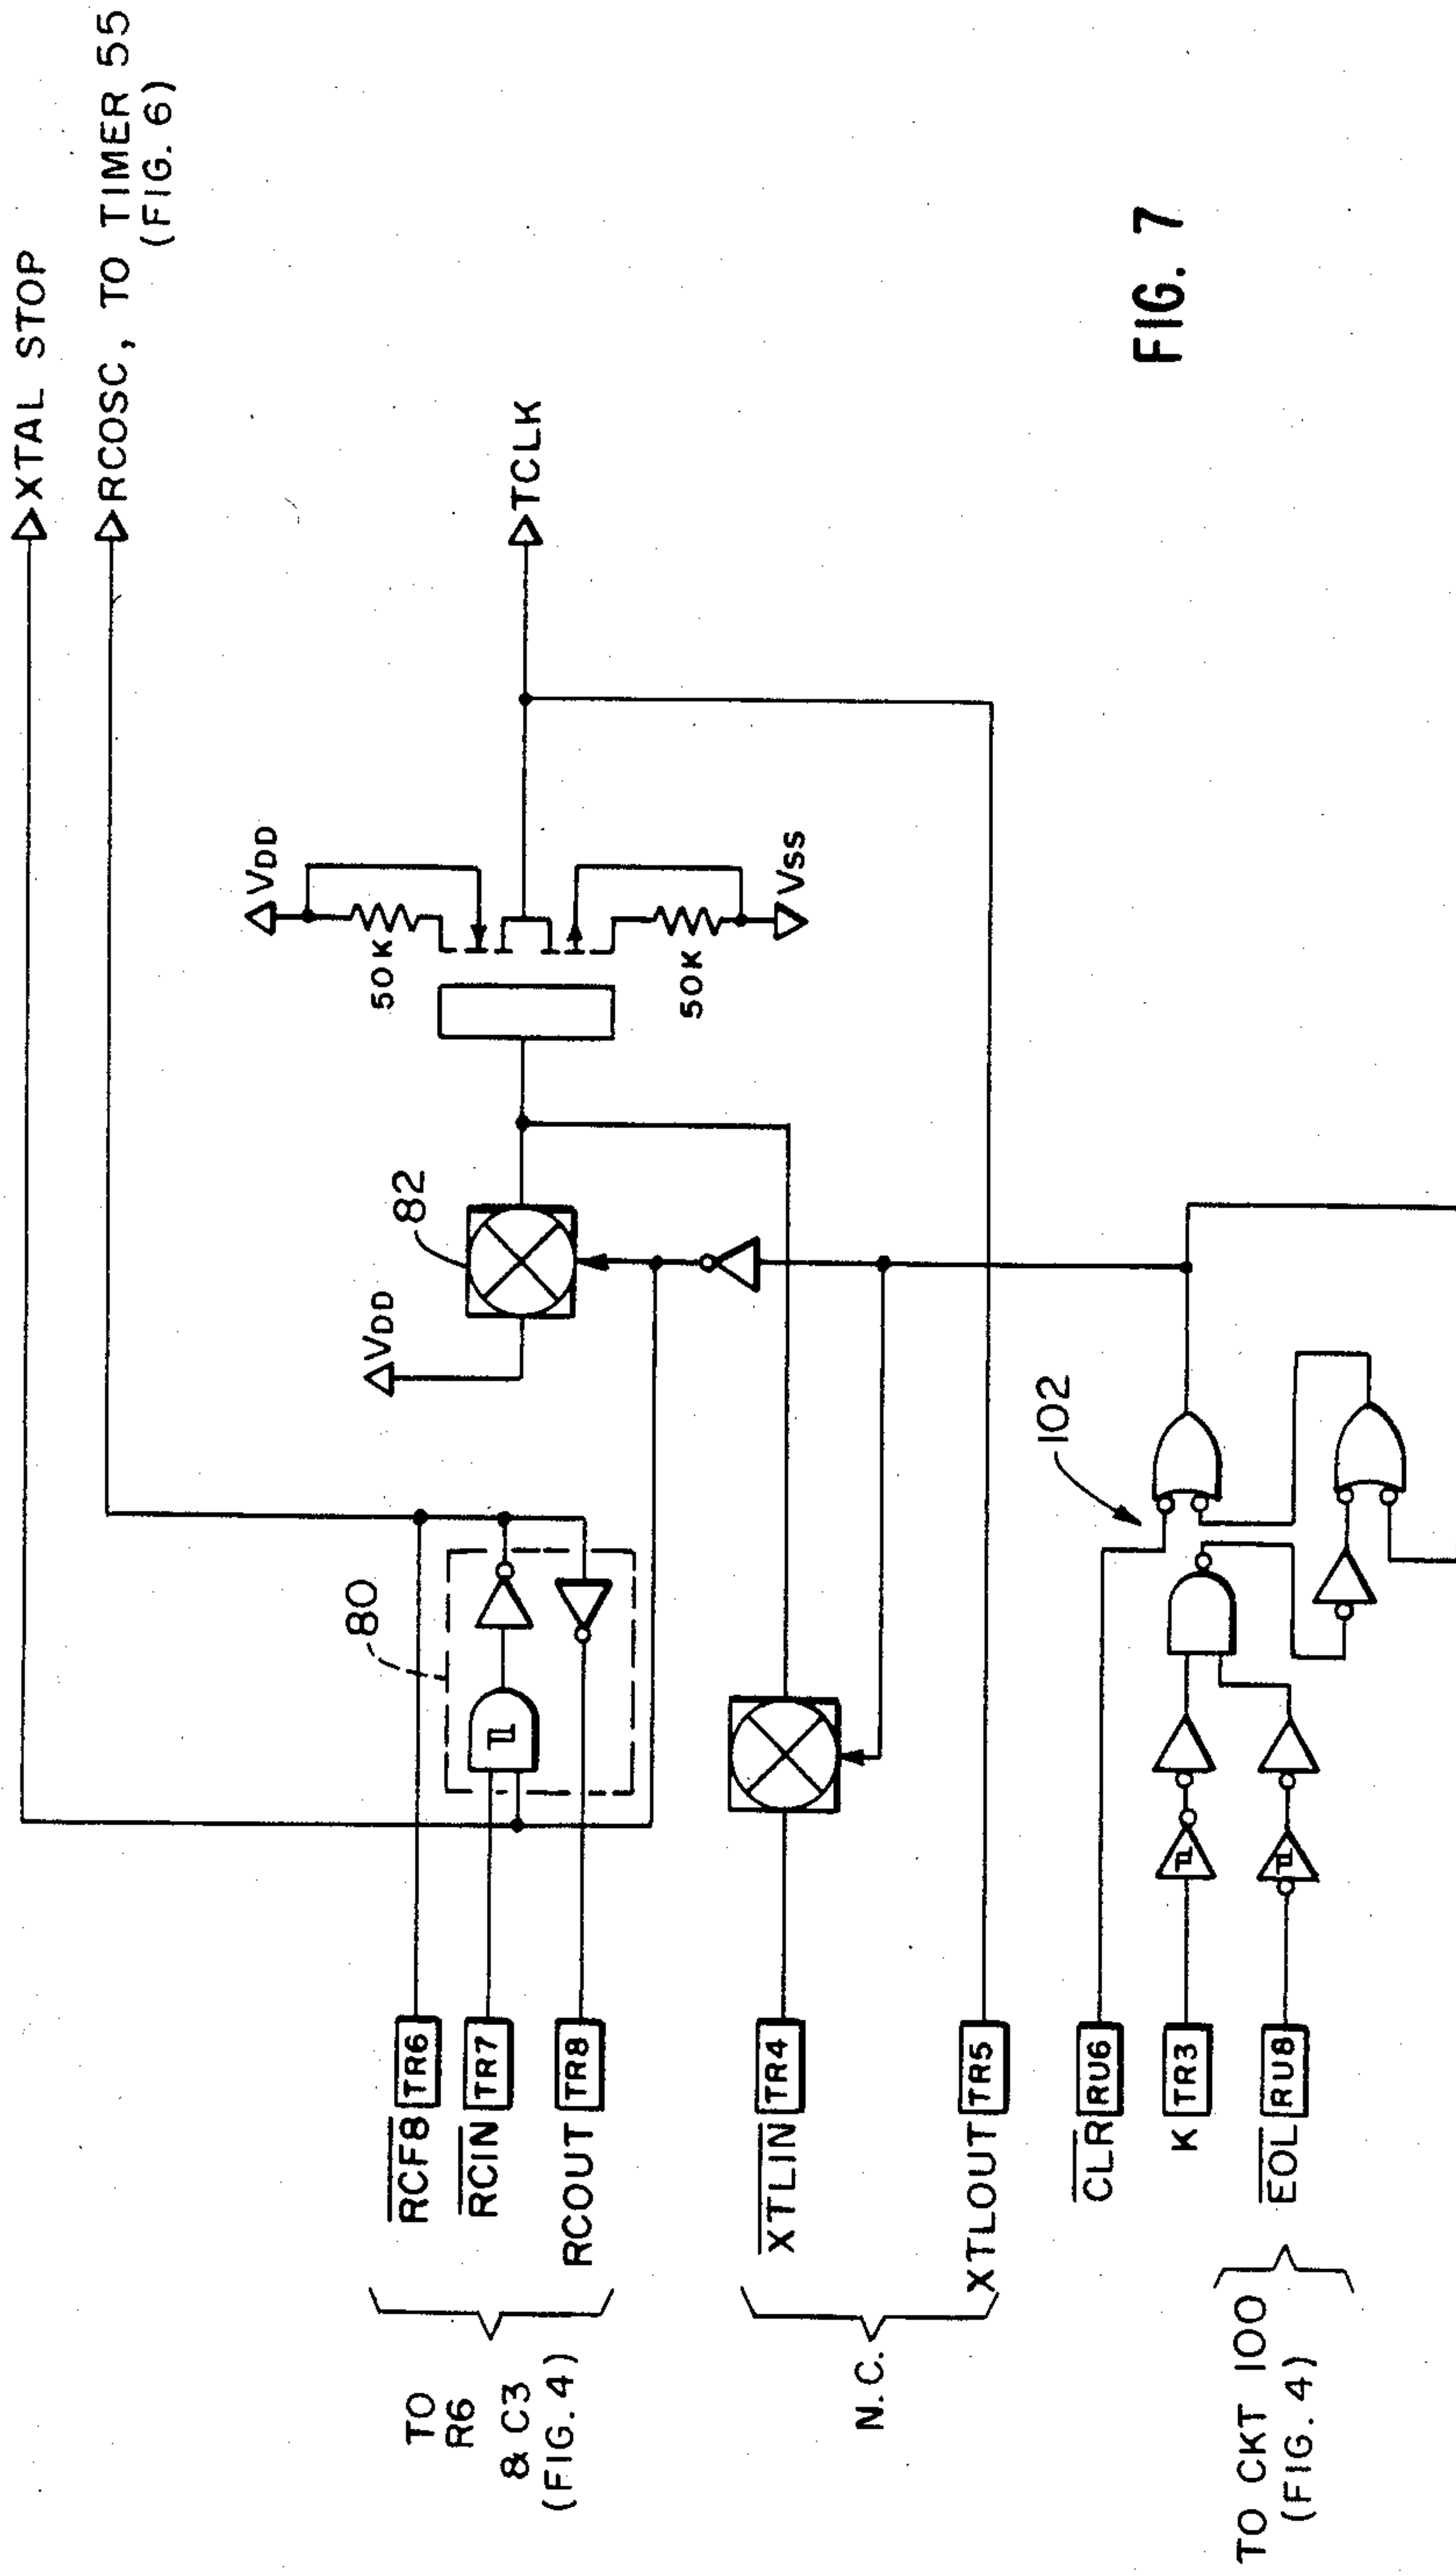 XTAL STOP
RCOSC, TO TIMER 55
(FIG. 6)
VDD
50K
TCLK
50K
VSS
82
VDD
80
RCF8 TR6
RCIN TR7
RCOUT TR8
TO
R6
& C3
(FIG. 4)
XTLIN TR4
XTLOUT TR5
N.C.
102
CLR RU6
K TR3
EOL RU8
TO CKT 100
(FIG. 4)
FIG. 7